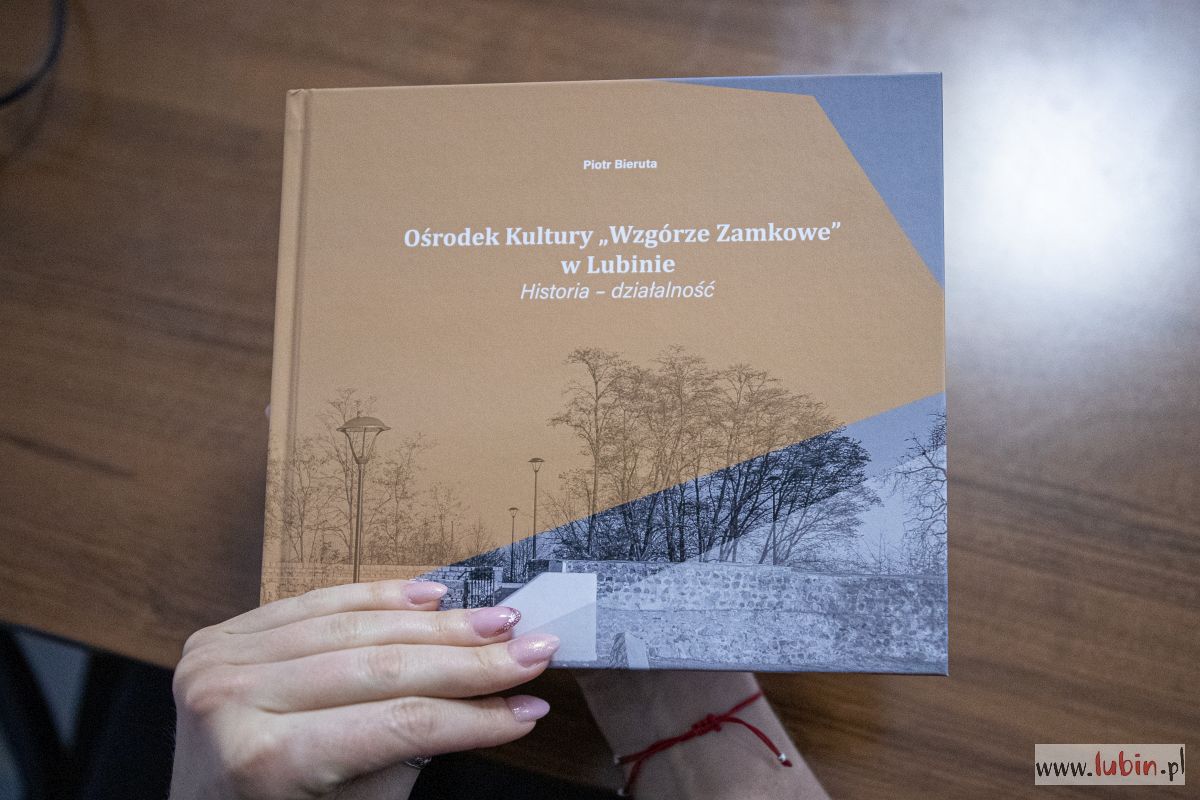 Piotr Bieruta
Ośrodek Kultury „Wzgórze Zamkowe”
w Lubinie
Historia – działalność
www.lubin.pl